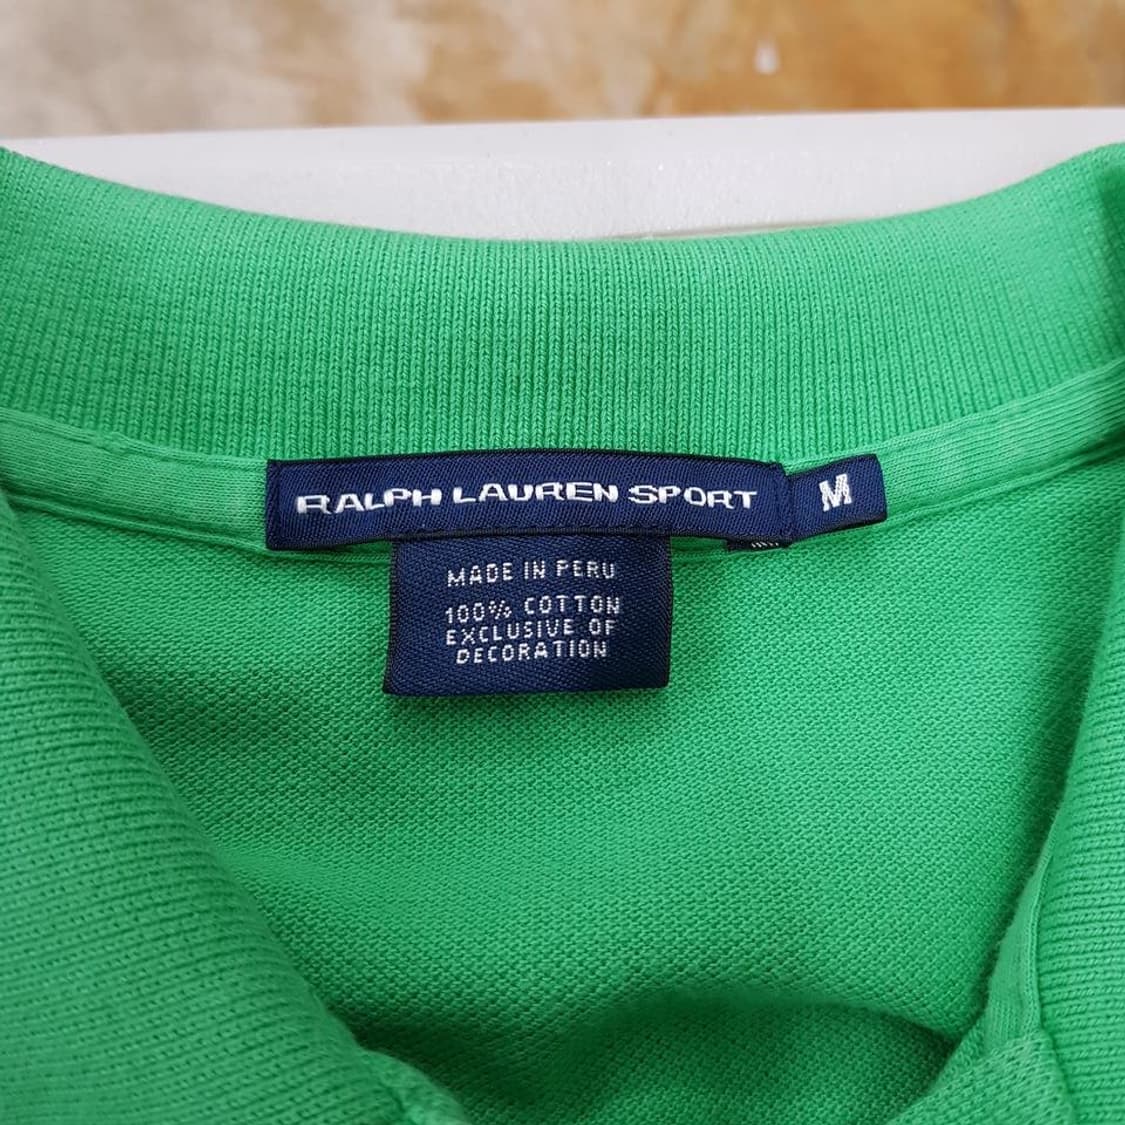 RALPH LAUREN SPORT
M
MADE IN PERU
100% COTTON
EXCLUSIVE OF
DECORATION